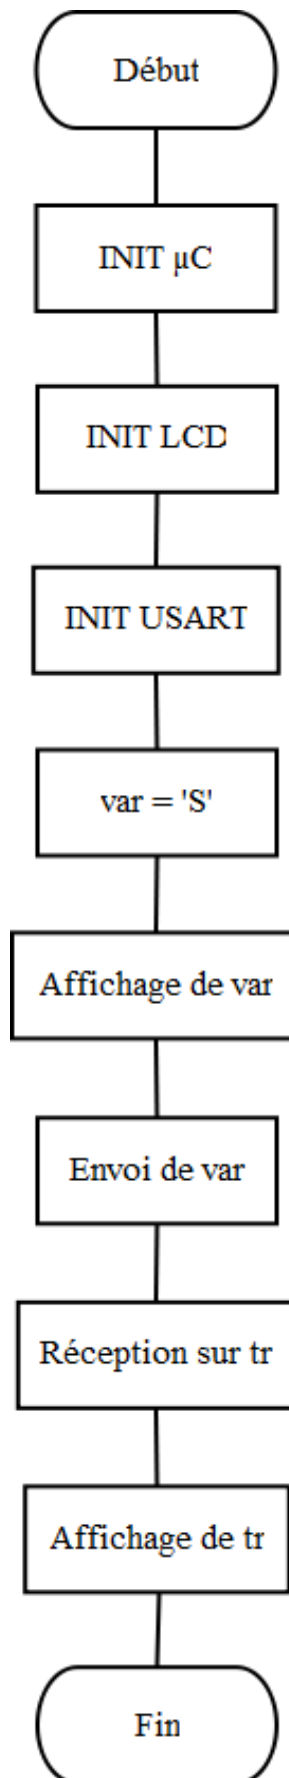 Début
INIT µC
INIT LCD
INIT USART
var = 'S'
Affichage de var
Envoi de var
Réception sur tr
Affichage de tr
Fin